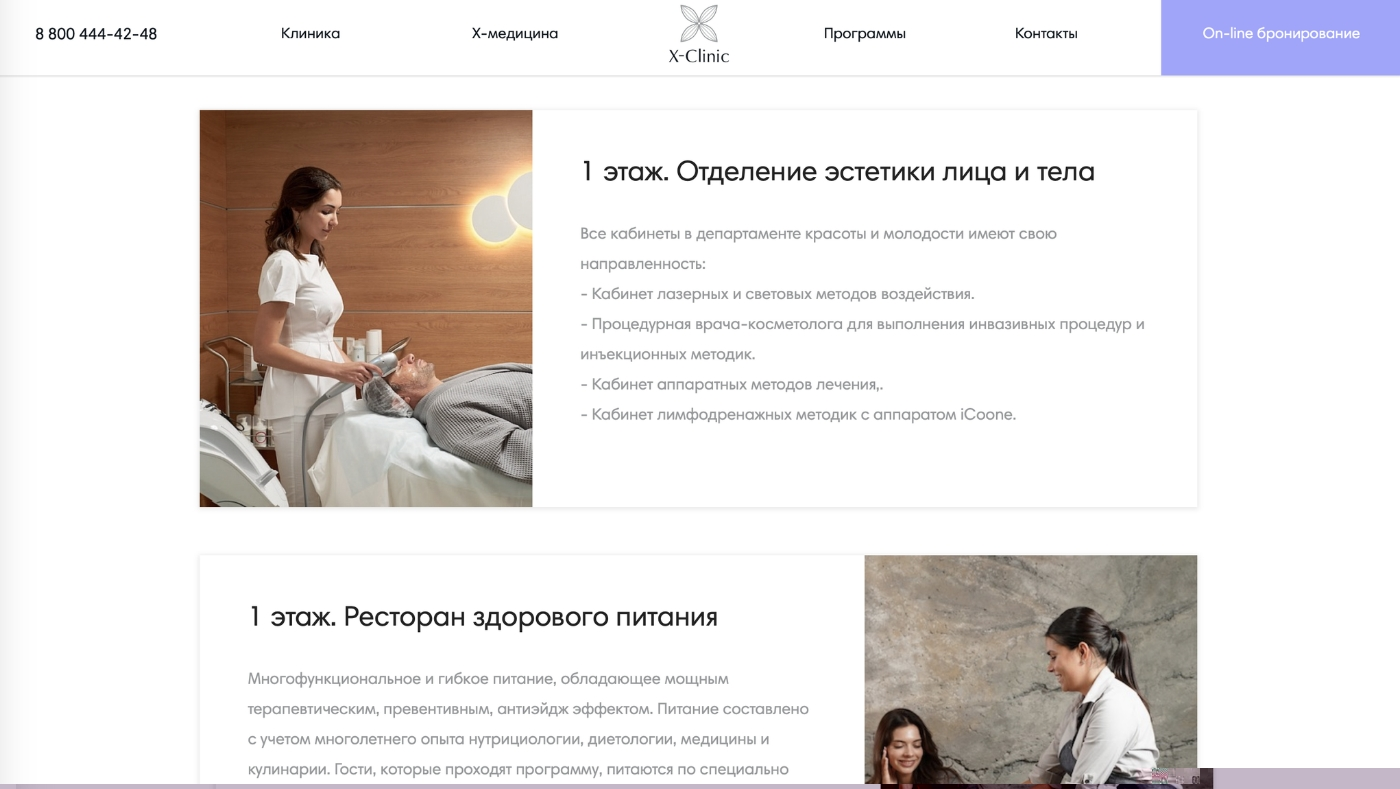 8 800 444-42-48
Клиника
X-медицина
X-Clinic
Программы
Контакты
On-line бронирование
1 этаж. Отделение эстетики лица и тела
Все кабинеты в департаменте красоты и молодости имеют свою
направленность:
- Кабинет лазерных и световых методов воздействия.
- Процедурная врача-косметолога для выполнения инвазивных процедур и
инъекционных методик.
- Кабинет аппаратных методов лечения,.
- Кабинет лимфодренажных методик с аппаратом iCoone.
1 этаж. Ресторан здорового питания
Многофункциональное и гибкое питание, обладающее мощным
терапевтическим, превентивным, антиэйдж эффектом. Питание составлено
с учетом многолетнего опыта нутрициологии, диетологии, медицины и
кулинарии. Гости, которые проходят программу, питаются по специально